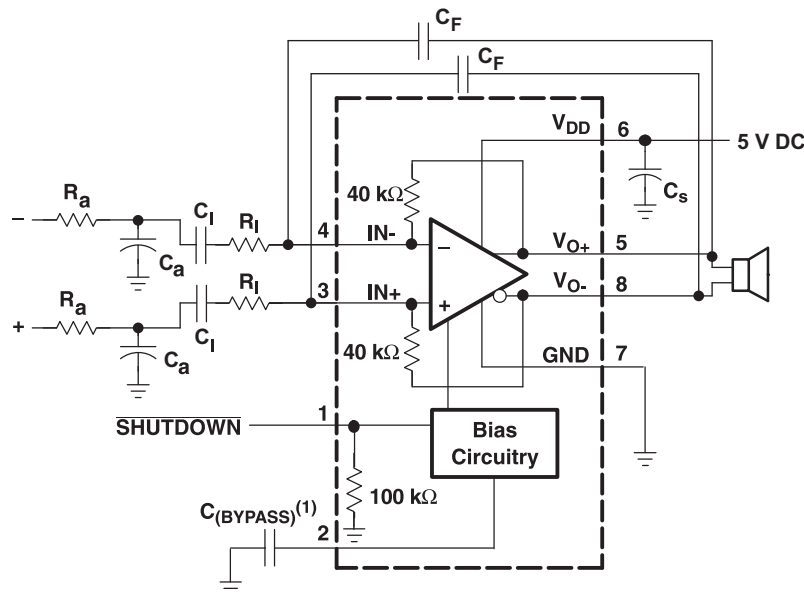 C_F
C_F
V_DD 6
5 V DC
40 kΩ
C_s
R_a
C_I
R_I
− 4 IN- −
V_O+ 5
C_a
V_O- 8
R_a
R_I
3 IN+
+ +
C_I
C_a
40 kΩ
GND 7
1
SHUTDOWN
Bias
Circuitry
100 kΩ
C_(BYPASS)^(1)
2